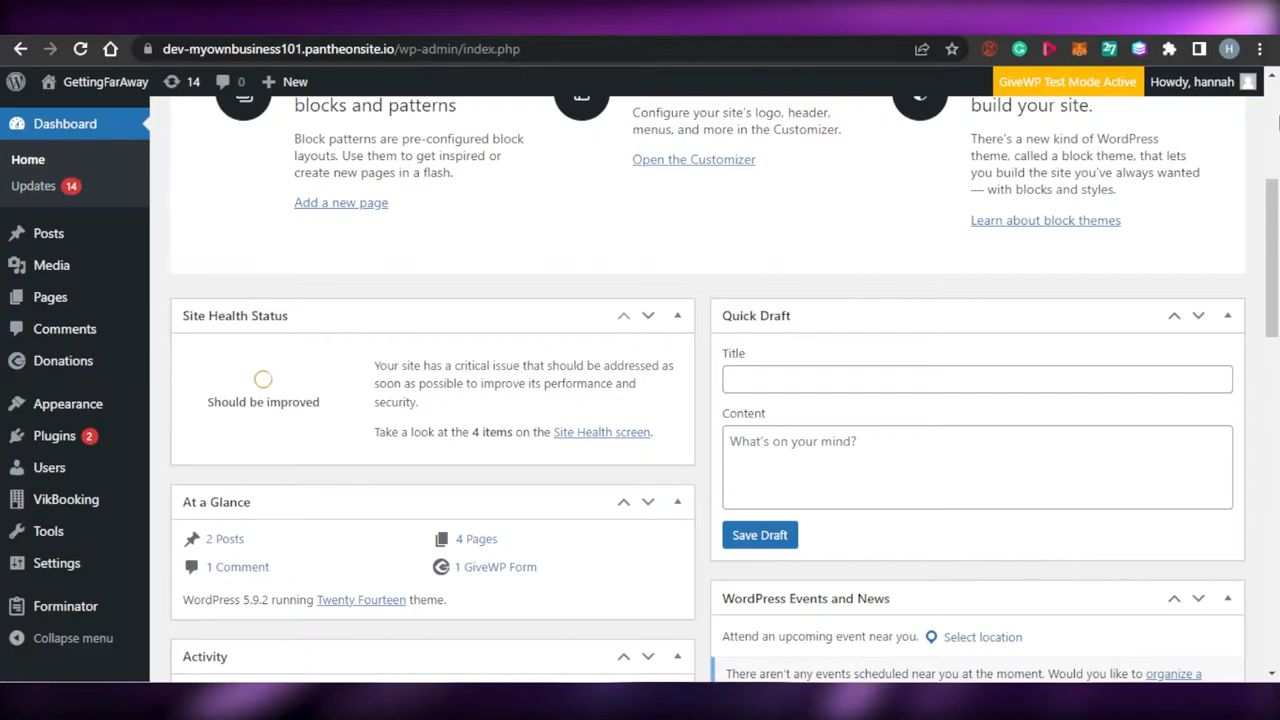 dev-myownbusiness101.pantheonsite.io/wp-admin/index.php
27
H
GettingFarAway
14
0
New
GiveWP Test Mode Active
Howdy, hannah
Dashboard
Home
Updates 14
Posts
Media
Pages
Comments
Donations
Appearance
Plugins 2
Users
VikBooking
Tools
Settings
Forminator
Collapse menu
blocks and patterns
Block patterns are pre-configured block
layouts. Use them to get inspired or
create new pages in a flash.
Add a new page
Configure your site's logo, header,
menus, and more in the Customizer.
Open the Customizer
build your site.
There's a new kind of WordPress
theme, called a block theme, that lets
you build the site you've always wanted
— with blocks and styles.
Learn about block themes
Site Health Status
Should be improved
Your site has a critical issue that should be addressed as
soon as possible to improve its performance and
security.
Take a look at the 4 items on the Site Health screen.
At a Glance
2 Posts
4 Pages
1 Comment
1 GiveWP Form
WordPress 5.9.2 running Twenty Fourteen theme.
Activity
Quick Draft
Title
Content
What's on your mind?
Save Draft
WordPress Events and News
Attend an upcoming event near you. Select location
There aren't any events scheduled near you at the moment. Would you like to organize a